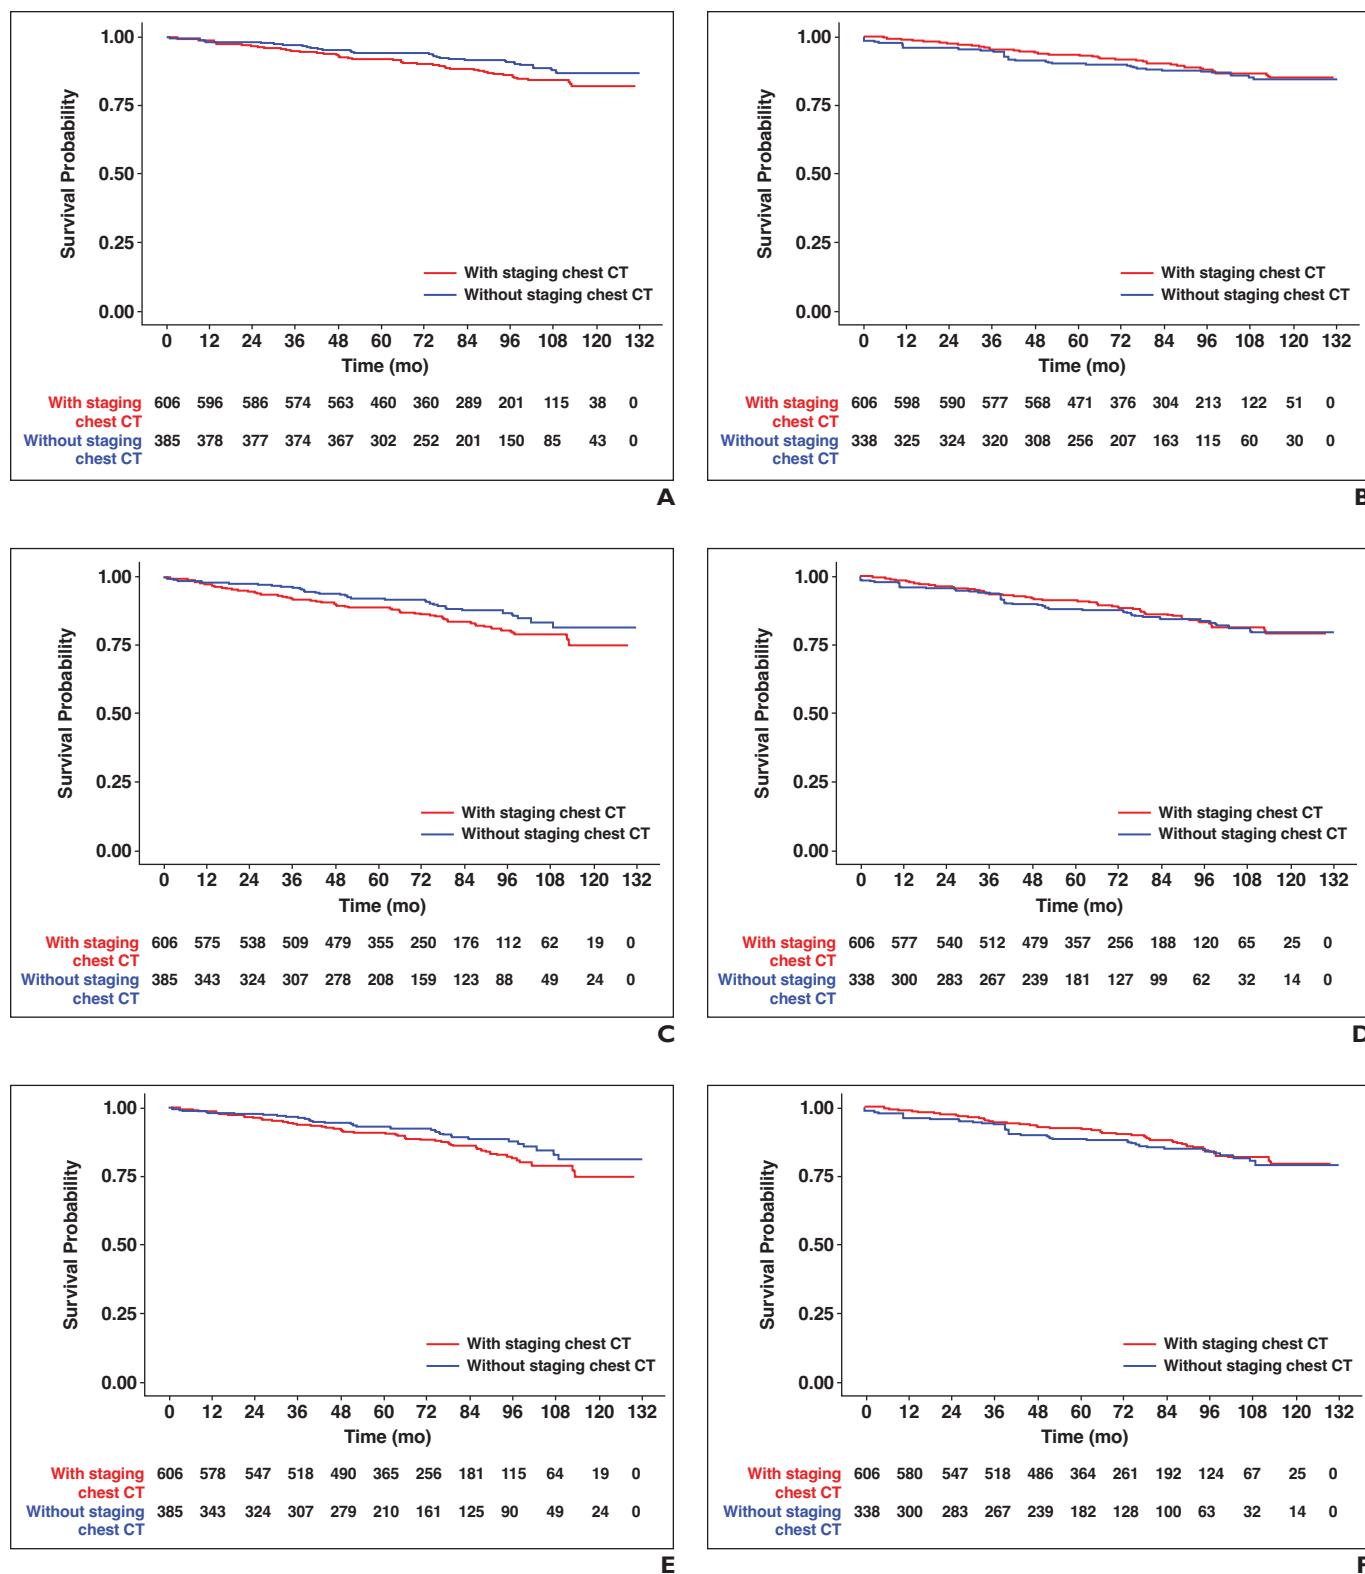 1.00
0.75
0.50
0.25
0.00
Survival Probability
With staging chest CT
Without staging chest CT
0 12 24 36 48 60 72 84 96 108 120 132
Time (mo)
With staging 606 596 586 574 563 460 360 289 201 115 38 0
chest CT
Without staging 385 378 377 374 367 302 252 201 150 85 43 0
chest CT
A
1.00
0.75
0.50
0.25
0.00
Survival Probability
With staging chest CT
Without staging chest CT
0 12 24 36 48 60 72 84 96 108 120 132
Time (mo)
With staging 606 598 590 577 568 471 376 304 213 122 51 0
chest CT
Without staging 338 325 324 320 308 256 207 163 115 60 30 0
chest CT
B
1.00
0.75
0.50
0.25
0.00
Survival Probability
With staging chest CT
Without staging chest CT
0 12 24 36 48 60 72 84 96 108 120 132
Time (mo)
With staging 606 575 538 509 479 355 250 176 112 62 19 0
chest CT
Without staging 385 343 324 307 278 208 159 123 88 49 24 0
chest CT
C
1.00
0.75
0.50
0.25
0.00
Survival Probability
With staging chest CT
Without staging chest CT
0 12 24 36 48 60 72 84 96 108 120 132
Time (mo)
With staging 606 577 540 512 479 357 256 188 120 65 25 0
chest CT
Without staging 338 300 283 267 239 181 127 99 62 32 14 0
chest CT
D
1.00
0.75
0.50
0.25
0.00
Survival Probability
With staging chest CT
Without staging chest CT
0 12 24 36 48 60 72 84 96 108 120 132
Time (mo)
With staging 606 578 547 518 490 365 256 181 115 64 19 0
chest CT
Without staging 385 343 324 307 279 210 161 125 90 49 24 0
chest CT
E
1.00
0.75
0.50
0.25
0.00
Survival Probability
With staging chest CT
Without staging chest CT
0 12 24 36 48 60 72 84 96 108 120 132
Time (mo)
With staging 606 580 547 518 486 364 261 192 124 67 25 0
chest CT
Without staging 338 300 283 267 239 182 128 100 63 32 14 0
chest CT
F